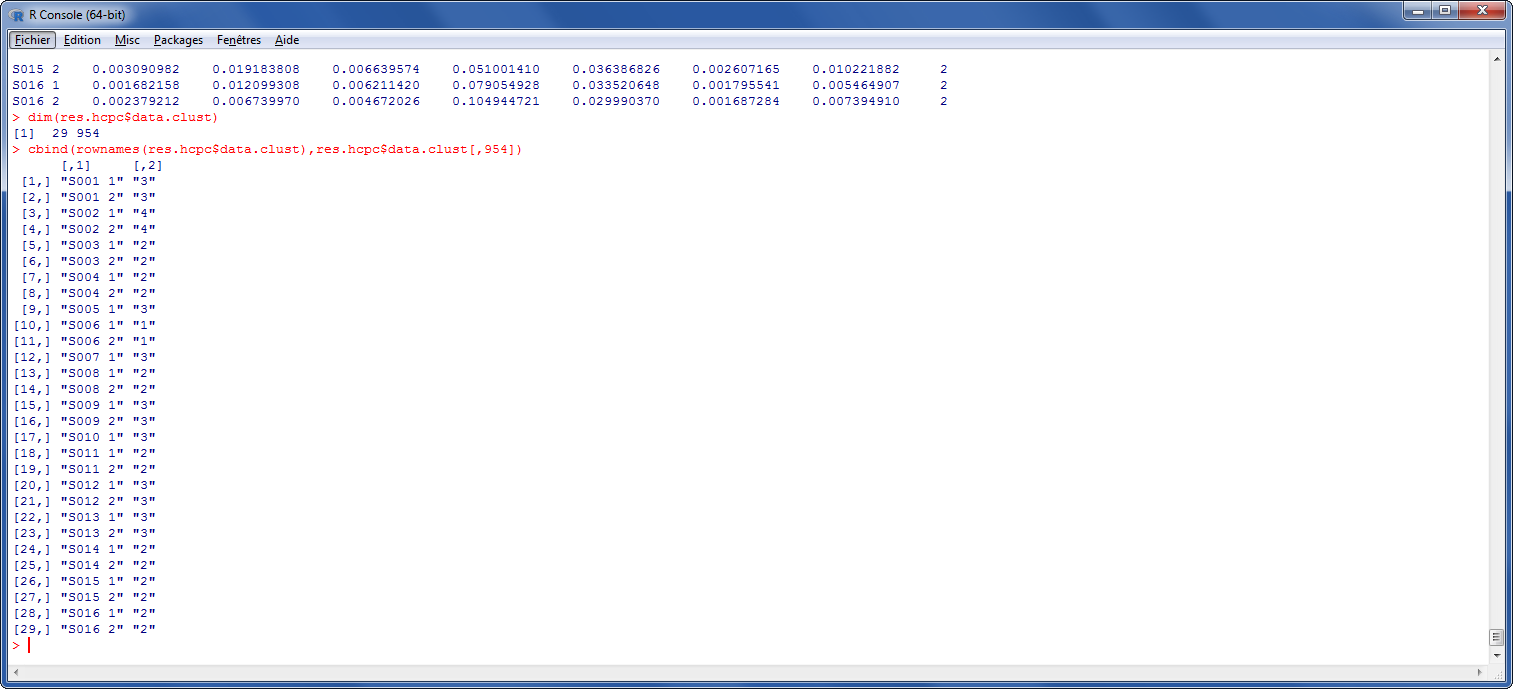 R Console (64-bit)
Fichier Edition Misc Packages Fenêtres Aide
S015 2    0.003090982    0.019183808    0.006639574    0.051001410    0.036386826    0.002607165    0.010221882     2
S016 1    0.001682158    0.012099308    0.006211420    0.079054928    0.033520648    0.001795541    0.005464907     2
S016 2    0.002379212    0.006739970    0.004672026    0.104944721    0.029990370    0.001687284    0.007394910     2
> dim(res.hcpc$data.clust)
[1]  29 954
> cbind(rownames(res.hcpc$data.clust),res.hcpc$data.clust[,954])
      [,1]     [,2]
 [1,] "S001 1" "3"
 [2,] "S001 2" "3"
 [3,] "S002 1" "4"
 [4,] "S002 2" "4"
 [5,] "S003 1" "2"
 [6,] "S003 2" "2"
 [7,] "S004 1" "2"
 [8,] "S004 2" "2"
 [9,] "S005 1" "3"
[10,] "S006 1" "1"
[11,] "S006 2" "1"
[12,] "S007 1" "3"
[13,] "S008 1" "2"
[14,] "S008 2" "2"
[15,] "S009 1" "3"
[16,] "S009 2" "3"
[17,] "S010 1" "3"
[18,] "S011 1" "2"
[19,] "S011 2" "2"
[20,] "S012 1" "3"
[21,] "S012 2" "3"
[22,] "S013 1" "3"
[23,] "S013 2" "3"
[24,] "S014 1" "2"
[25,] "S014 2" "2"
[26,] "S015 1" "2"
[27,] "S015 2" "2"
[28,] "S016 1" "2"
[29,] "S016 2" "2"
>